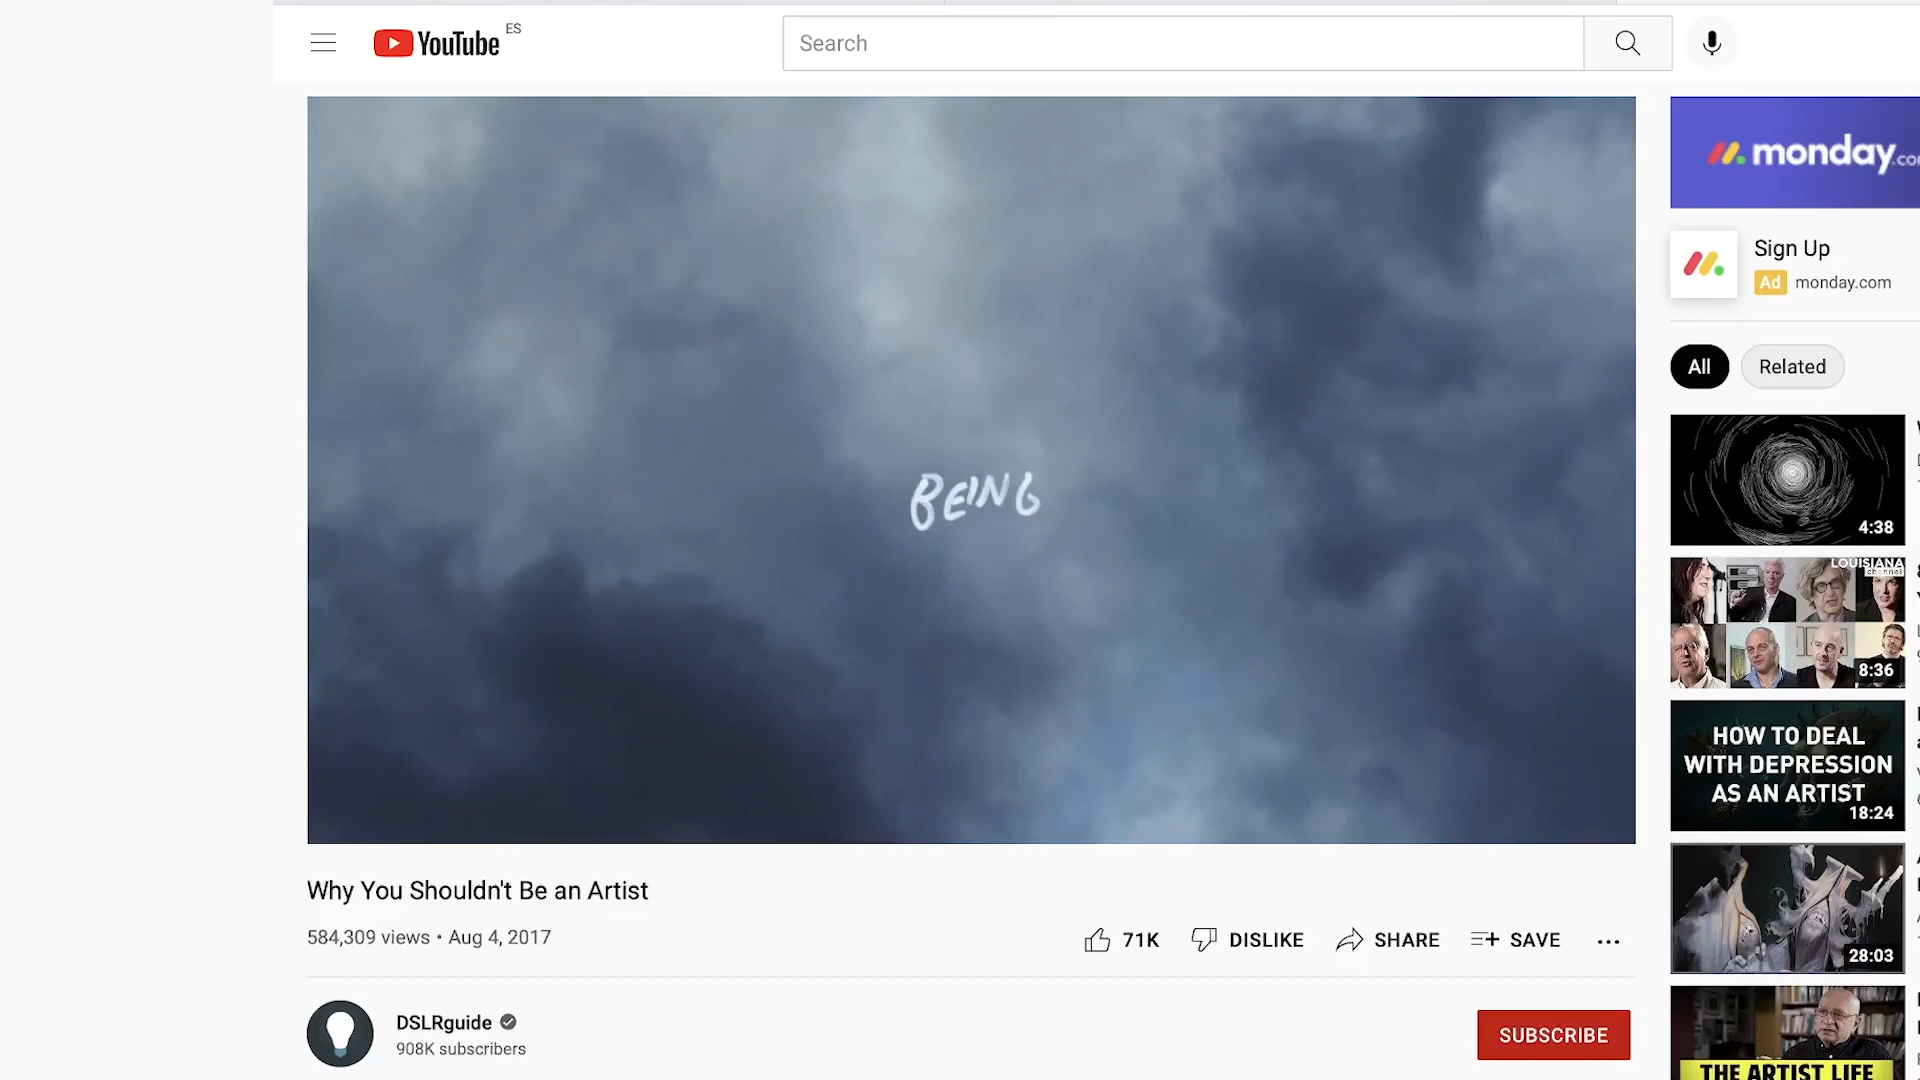 YouTube ES
Search
monday.co
Sign Up
Ad monday.com
All Related
BEING
4:38
LOUISIANA
channel
8:36
HOW TO DEAL
WITH DEPRESSION
AS AN ARTIST
18:24
28:03
THE ARTIST LIFE
Why You Shouldn't Be an Artist
584,309 views • Aug 4, 2017
71K DISLIKE SHARE SAVE
DSLRguide
908K subscribers
SUBSCRIBE